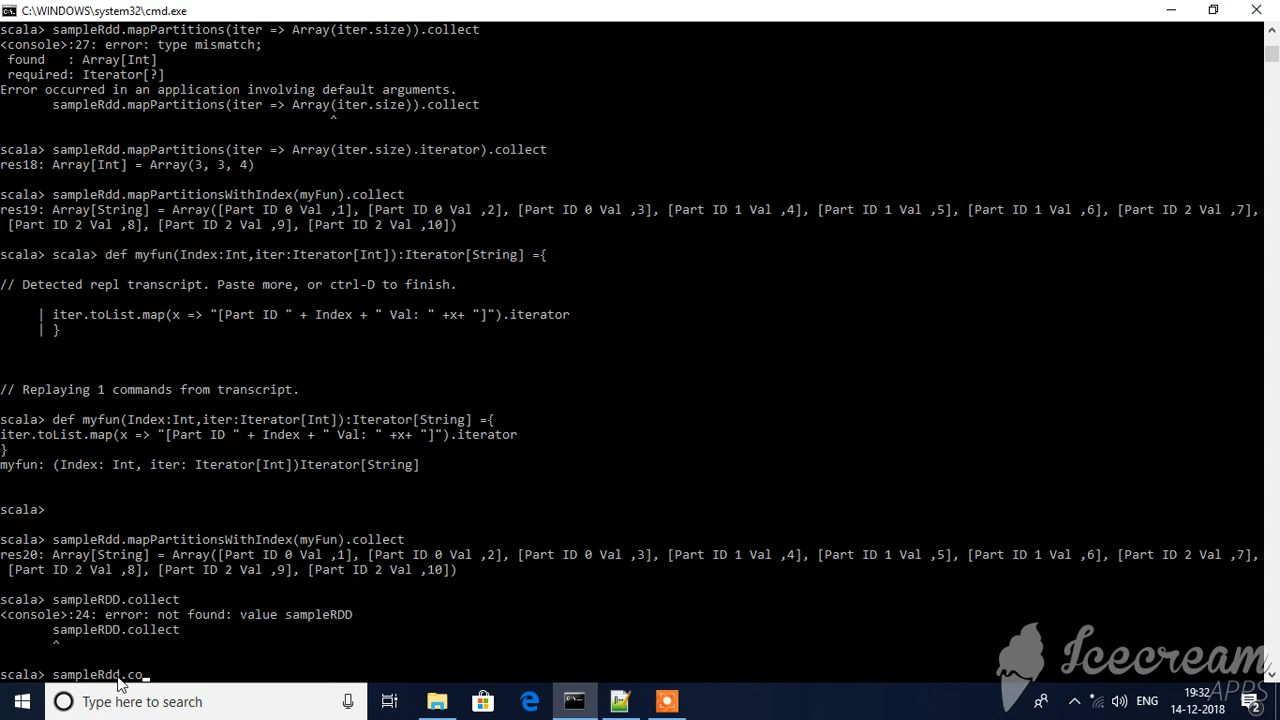 C:\WINDOWS\system32\cmd.exe
scala> sampleRdd.mapPartitions(iter => Array(iter.size)).collect
<console>:27: error: type mismatch;
 found   : Array[Int]
 required: Iterator[?]
Error occurred in an application involving default arguments.
       sampleRdd.mapPartitions(iter => Array(iter.size)).collect
                                            ^
scala> sampleRdd.mapPartitions(iter => Array(iter.size).iterator).collect
res18: Array[Int] = Array(3, 3, 4)
scala> sampleRdd.mapPartitionsWithIndex(myFun).collect
res19: Array[String] = Array([Part ID 0 Val ,1], [Part ID 0 Val ,2], [Part ID 0 Val ,3], [Part ID 1 Val ,4], [Part ID 1 Val ,5], [Part ID 1 Val ,6], [Part ID 2 Val ,7],
 [Part ID 2 Val ,8], [Part ID 2 Val ,9], [Part ID 2 Val ,10])
scala> scala> def myfun(Index:Int,iter:Iterator[Int]):Iterator[String] ={
// Detected repl transcript. Paste more, or ctrl-D to finish.
     | iter.toList.map(x => "[Part ID " + Index + " Val: " +x+ "]").iterator
     | }
// Replaying 1 commands from transcript.
scala> def myfun(Index:Int,iter:Iterator[Int]):Iterator[String] ={
iter.toList.map(x => "[Part ID " + Index + " Val: " +x+ "]").iterator
}
myfun: (Index: Int, iter: Iterator[Int])Iterator[String]
scala>
scala> sampleRdd.mapPartitionsWithIndex(myFun).collect
res20: Array[String] = Array([Part ID 0 Val ,1], [Part ID 0 Val ,2], [Part ID 0 Val ,3], [Part ID 1 Val ,4], [Part ID 1 Val ,5], [Part ID 1 Val ,6], [Part ID 2 Val ,7],
 [Part ID 2 Val ,8], [Part ID 2 Val ,9], [Part ID 2 Val ,10])
scala> sampleRDD.collect
<console>:24: error: not found: value sampleRDD
       sampleRDD.collect
       ^
scala> sampleRdd.co_
Icecream
APPS
Type here to search
ENG
19:32
14-12-2018
2